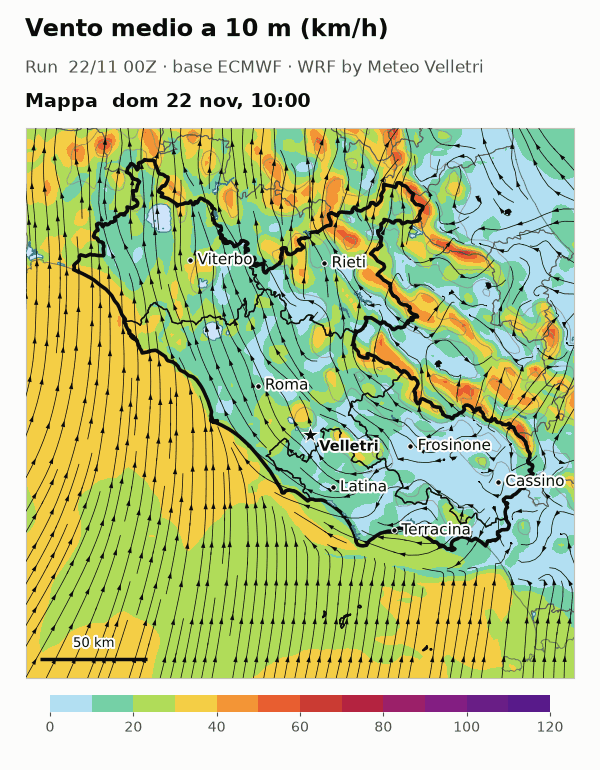 Vento medio a 10 m (km/h)
Run 22/11 00Z · base ECMWF · WRF by Meteo Velletri
Mappa dom 22 nov, 10:00
Viterbo
Rieti
Roma
Velletri
Frosinone
Cassino
Latina
Terracina
50 km
0 20 40 60 80 100 120